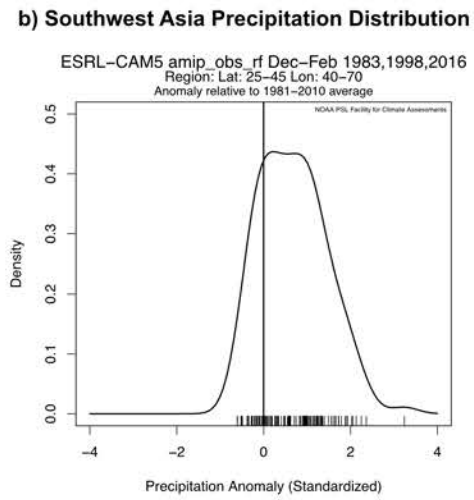 b) Southwest Asia Precipitation Distribution
ESRL-CAM5 amip_obs_rf Dec-Feb 1983,1998,2016
Region: Lat: 25-45 Lon: 40-70
Anomaly relative to 1981-2010 average
NOAA PSL Facility for Climate Assessments
0.5
0.4
0.3
0.2
0.1
0.0
Density
-4 -2 0 2 4
Precipitation Anomaly (Standardized)